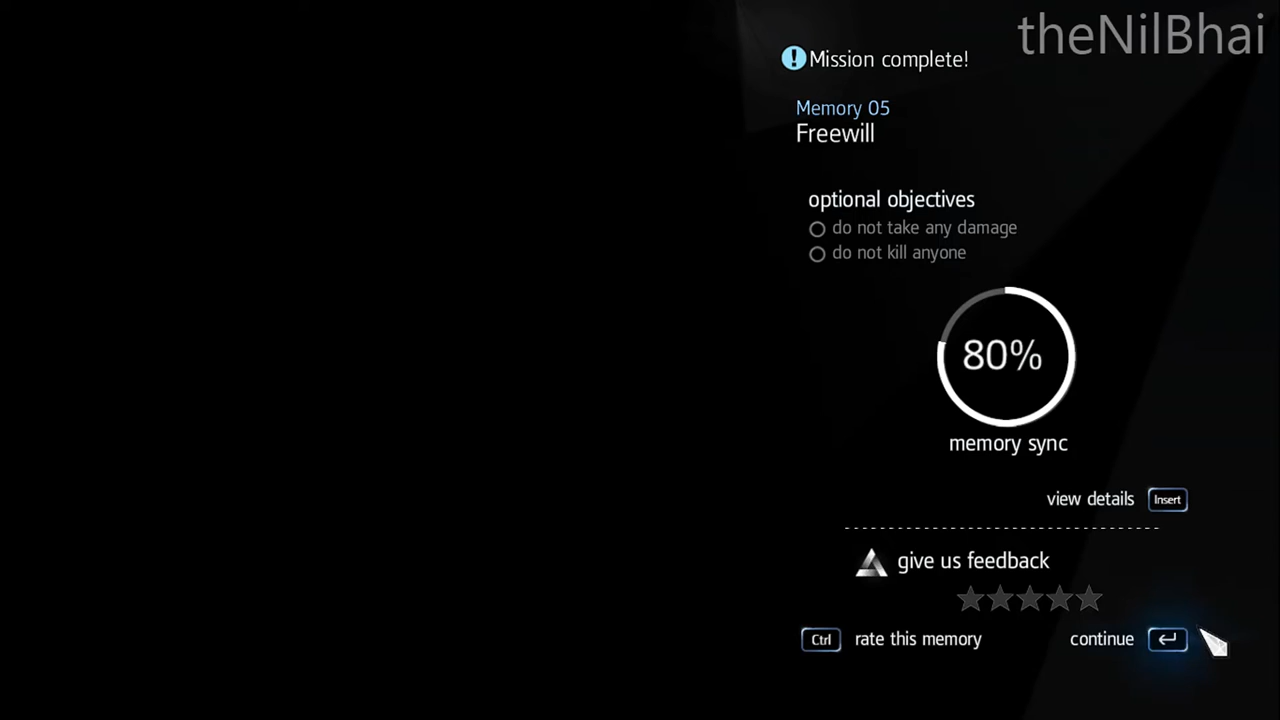 theNilBhai
Mission complete!
Memory 05
Freewill
optional objectives
do not take any damage
do not kill anyone
80%
memory sync
view details Insert
give us feedback
Ctrl rate this memory continue